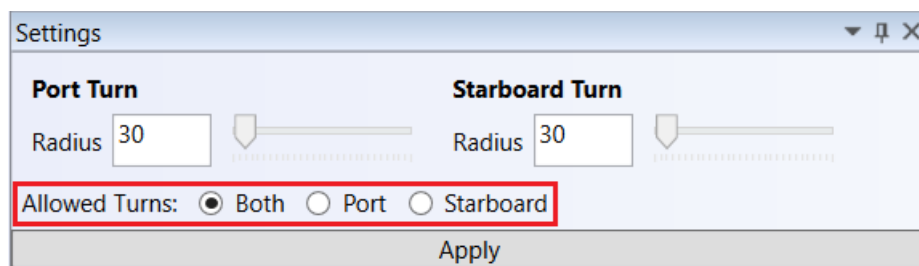 Settings
Port Turn
Starboard Turn
Radius 30
Radius 30
Allowed Turns: Both Port Starboard
Apply